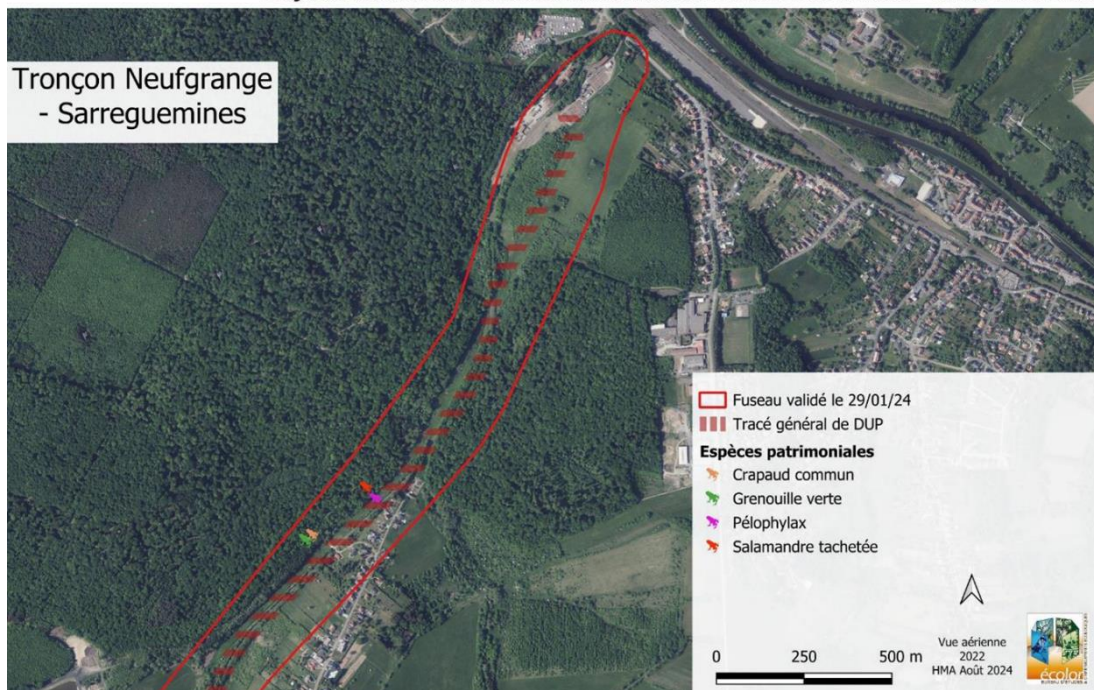 Tronçon Neufgrange
- Sarreguemines
Fuseau validé le 29/01/24
Tracé général de DUP
Espèces patrimoniales
Crapaud commun
Grenouille verte
Pélophylax
Salamandre tachetée
0 250 500 m
Vue aérienne
2022
HMA Août 2024
écolor